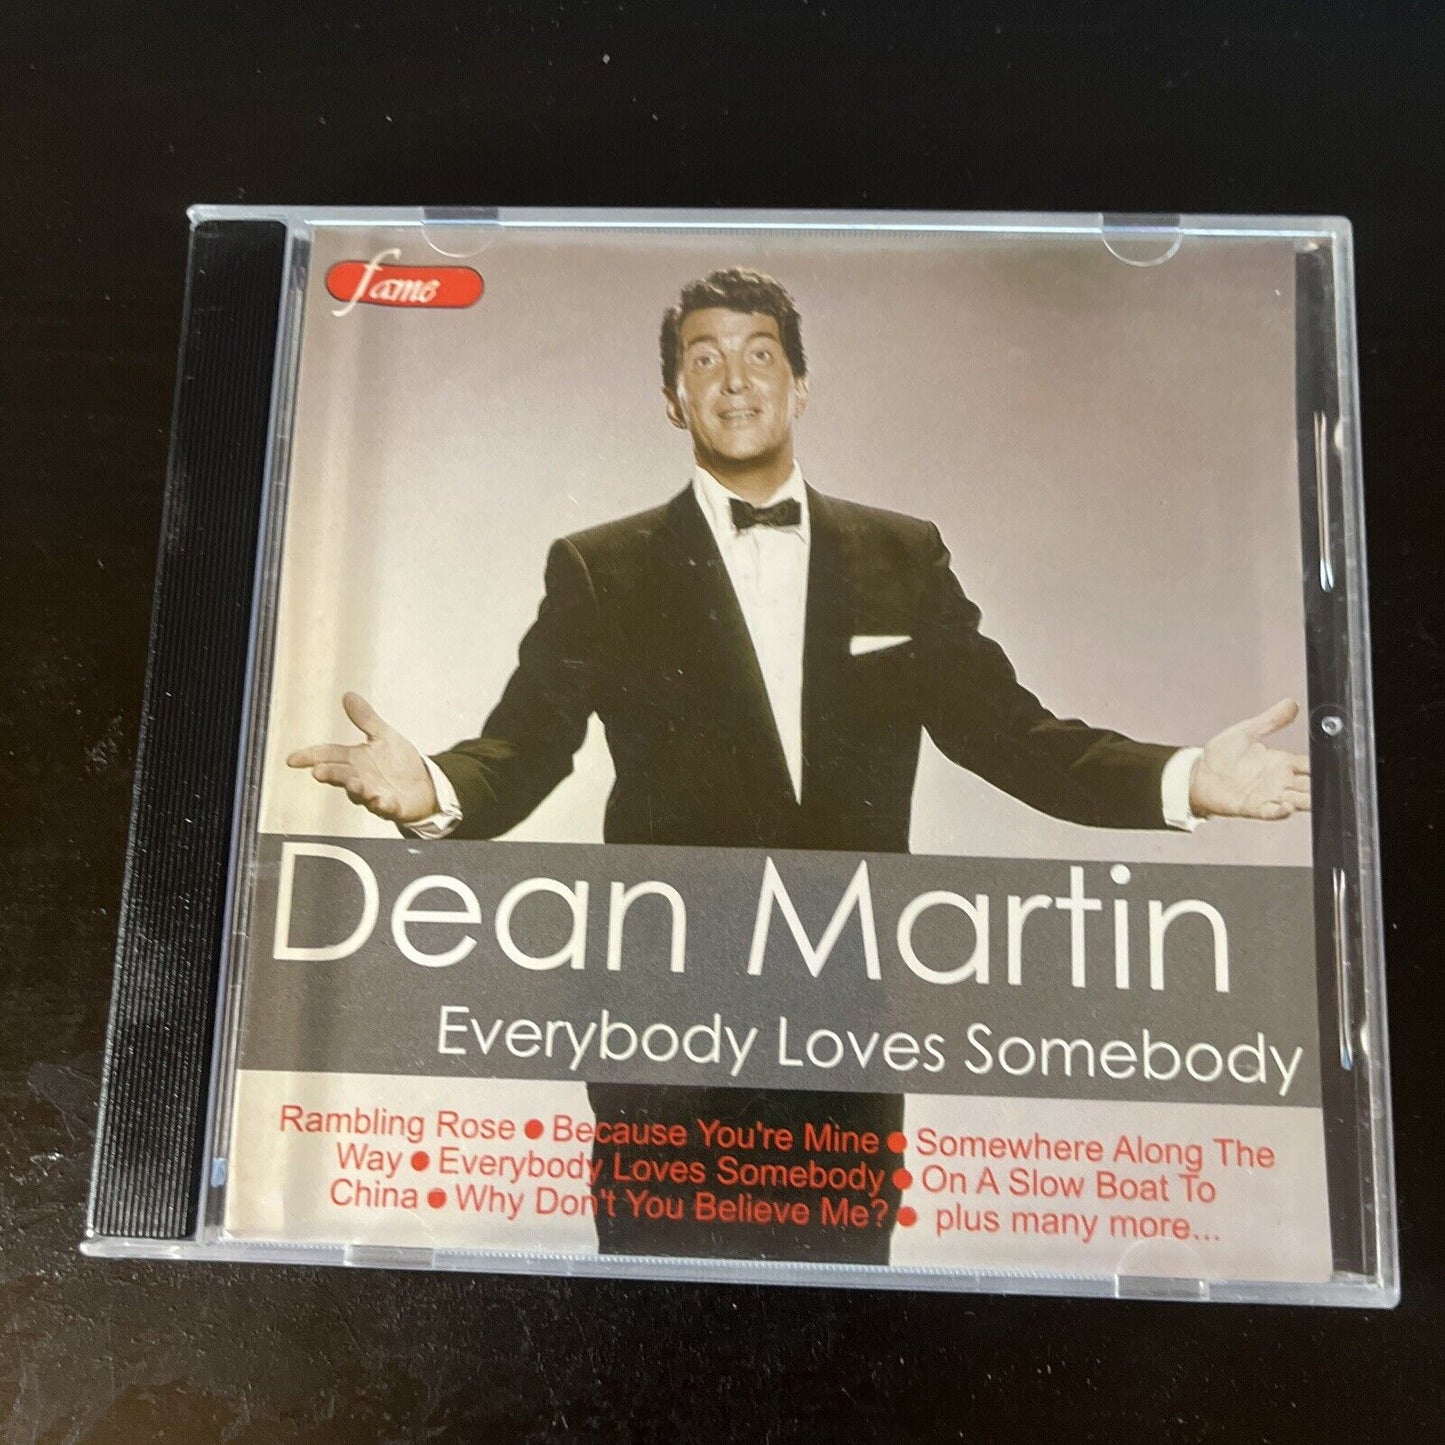 fame
Dean Martin
Everybody Loves Somebody
Rambling Rose ● Because You're Mine ● Somewhere Along The
Way ● Everybody Loves Somebody ● On A Slow Boat To
China ● Why Don't You Believe Me? ● plus many more...